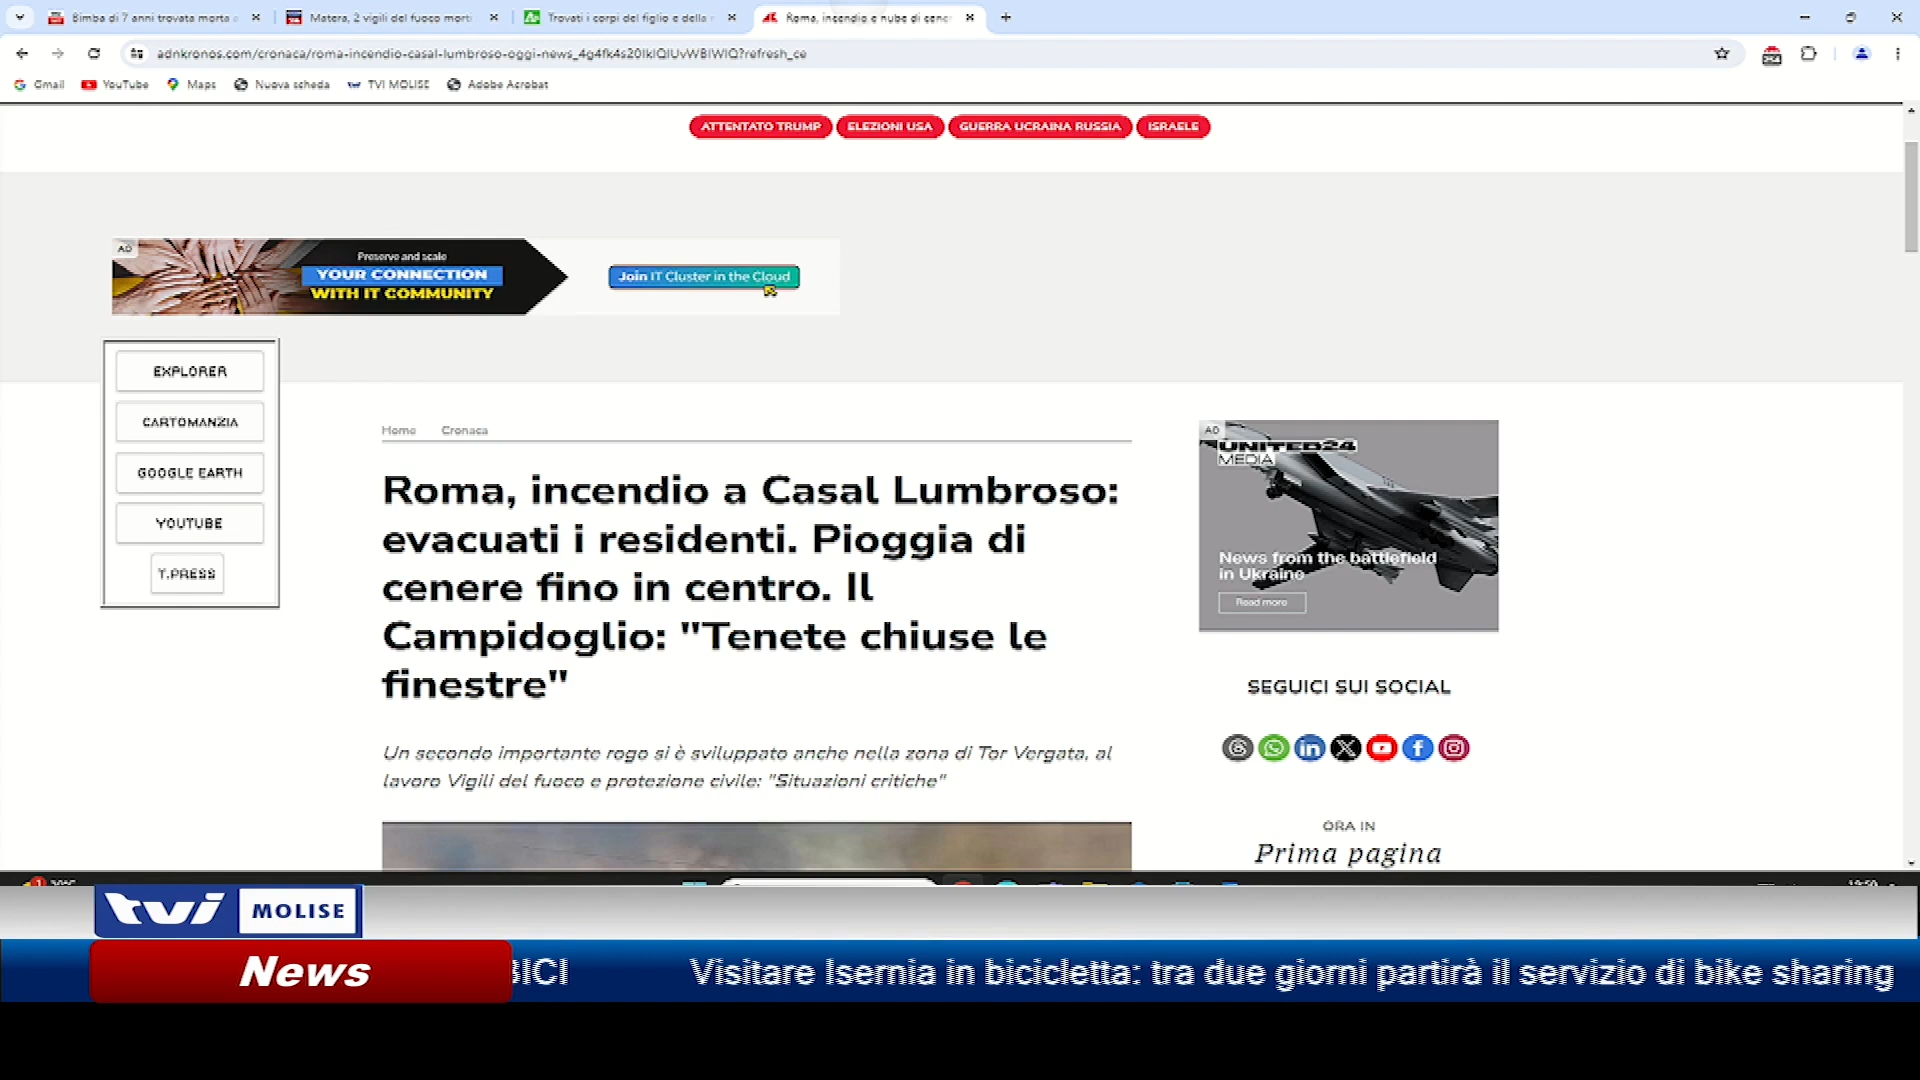 Bimba di 7 anni trovata morta
Matera, 2 vigili del fuoco morti
Trovati i corpi del figlio e della
Roma, incendio e nube di cene
adnkronos.com/cronaca/roma-incendio-casal-lumbroso-oggi-news_
Gmail YouTube Maps Nuova scheda TVI MOLISE Adobe Acrobat
ATTENTATO TRUMP ELEZIONI USA GUERRA UCRAINA RUSSIA ISRAELE
AD
Preserve and scale
YOUR CONNECTION
WITH IT COMMUNITY
Join IT Cluster in the Cloud
EXPLORER
CARTOMANZIA
GOOGLE EARTH
YOUTUBE
T.PRESS
Home Cronaca
Roma, incendio a Casal Lumbroso:
evacuati i residenti. Pioggia di
cenere fino in centro. Il
Campidoglio: "Tenete chiuse le
finestre"
Un secondo importante rogo si è sviluppato anche nella zona di Tor Vergata, al
lavoro Vigili del fuoco e protezione civile: "Situazioni critiche"
AD
UNITED24
MEDIA
News from the battlefield
in Ukraine
Read more
SEGUICI SUI SOCIAL
ORA IN
Prima pagina
tvi MOLISE
News
BICI Visitare Isernia in bicicletta: tra due giorni partirà il servizio di bike sharing